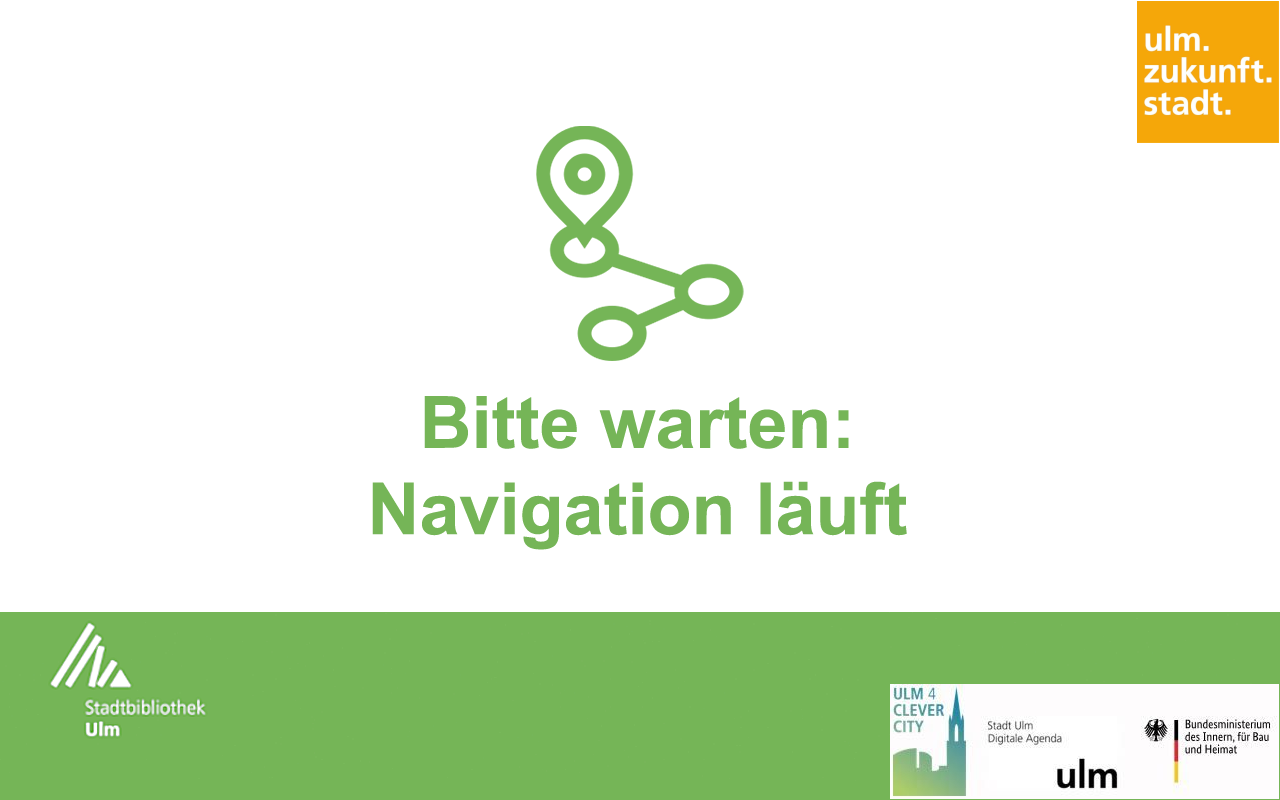 ulm.
zukunft.
stadt.
Bitte warten:
Navigation läuft
Stadtbibliothek
Ulm
ULM 4
CLEVER
CITY
Stadt Ulm
Digitale Agenda
ulm
Bundesministerium
des Innern, für Bau
und Heimat